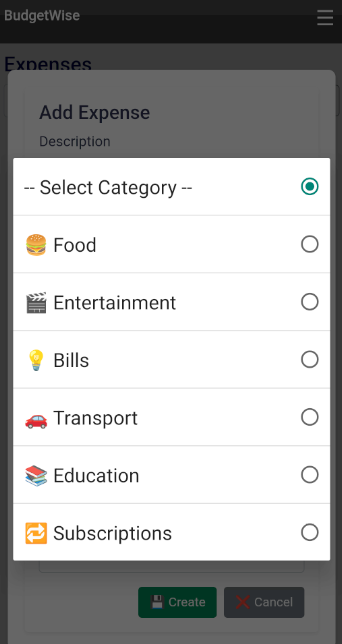 BudgetWise
Expenses
Add Expense
Description
-- Select Category --
🍔 Food
🎬 Entertainment
💡 Bills
🚗 Transport
📚 Education
🔁 Subscriptions
💾 Create
❌ Cancel